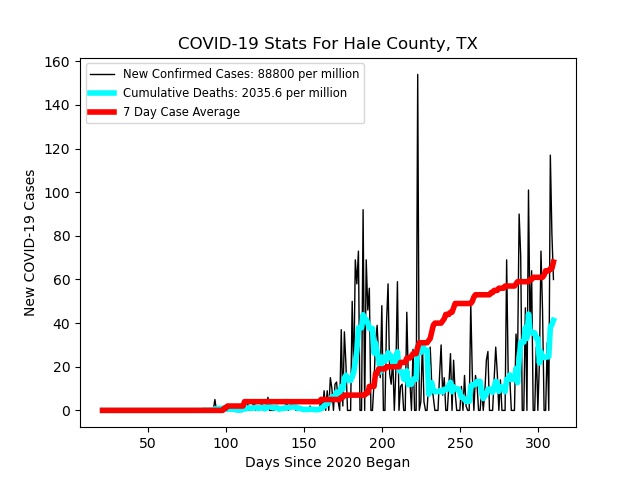 COVID-19 Stats For Hale County, TX
New Confirmed Cases: 88800 per million
Cumulative Deaths: 2035.6 per million
7 Day Case Average
New COVID-19 Cases
160
140
120
100
80
60
40
20
0
50 100 150 200 250 300
Days Since 2020 Began